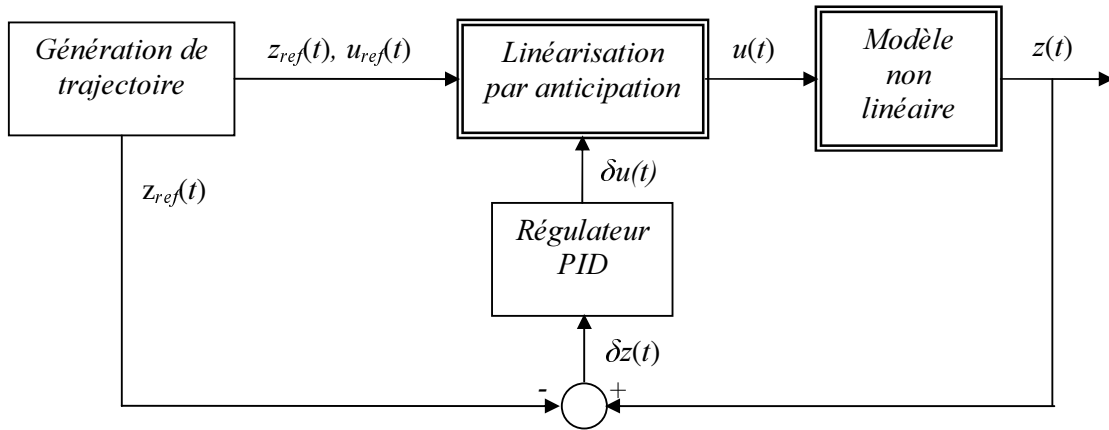 Génération de
trajectoire
z_ref(t), u_ref(t)
Linéarisation
par anticipation
u(t)
Modèle
non
linéaire
z(t)
z_ref(t)
δu(t)
Régulateur
PID
δz(t)
- +